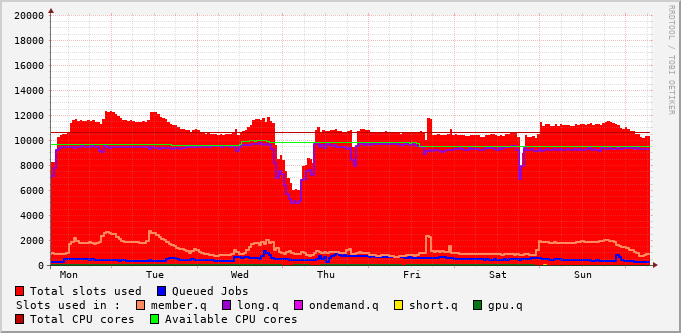 20000
18000
16000
14000
12000
10000
8000
6000
4000
2000
0
Mon Tue Wed Thu Fri Sat Sun
RRDTOOL / TOBI OETIKER
Total slots used Queued Jobs
Slots used in : member.q long.q ondemand.q short.q gpu.q
Total CPU cores Available CPU cores